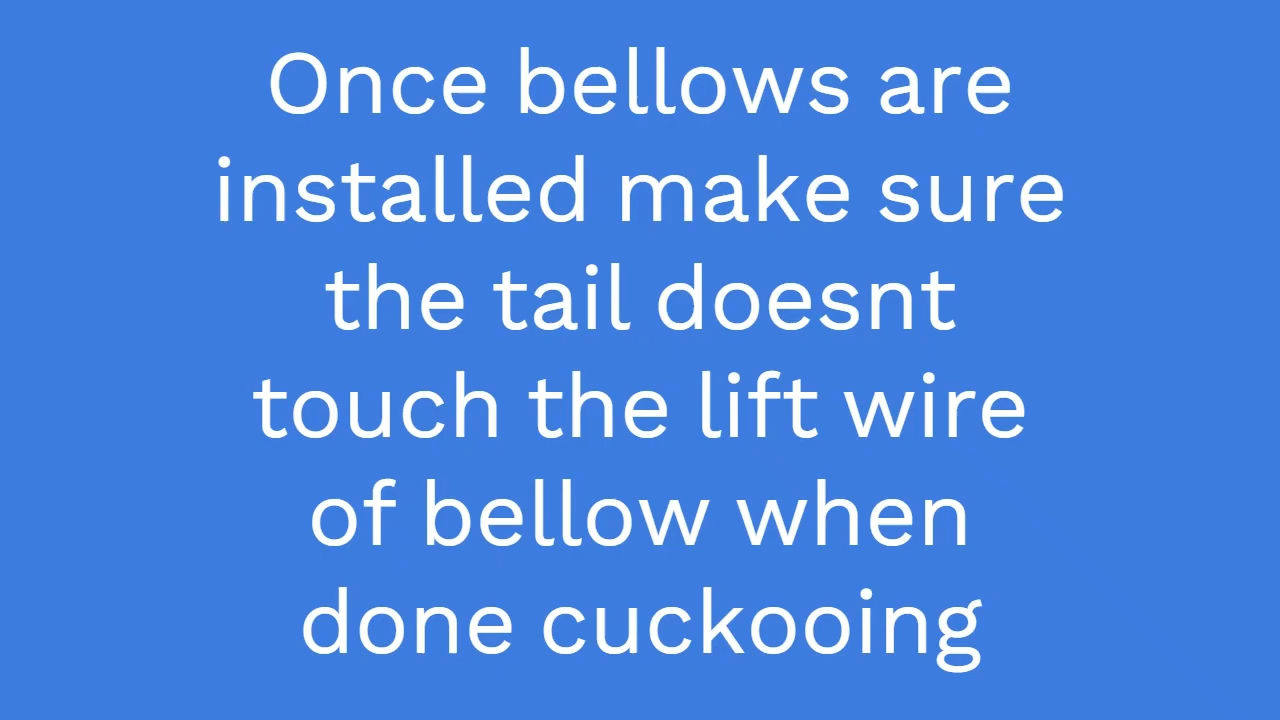 Once bellows are
installed make sure
the tail doesnt
touch the lift wire
of bellow when
done cuckooing